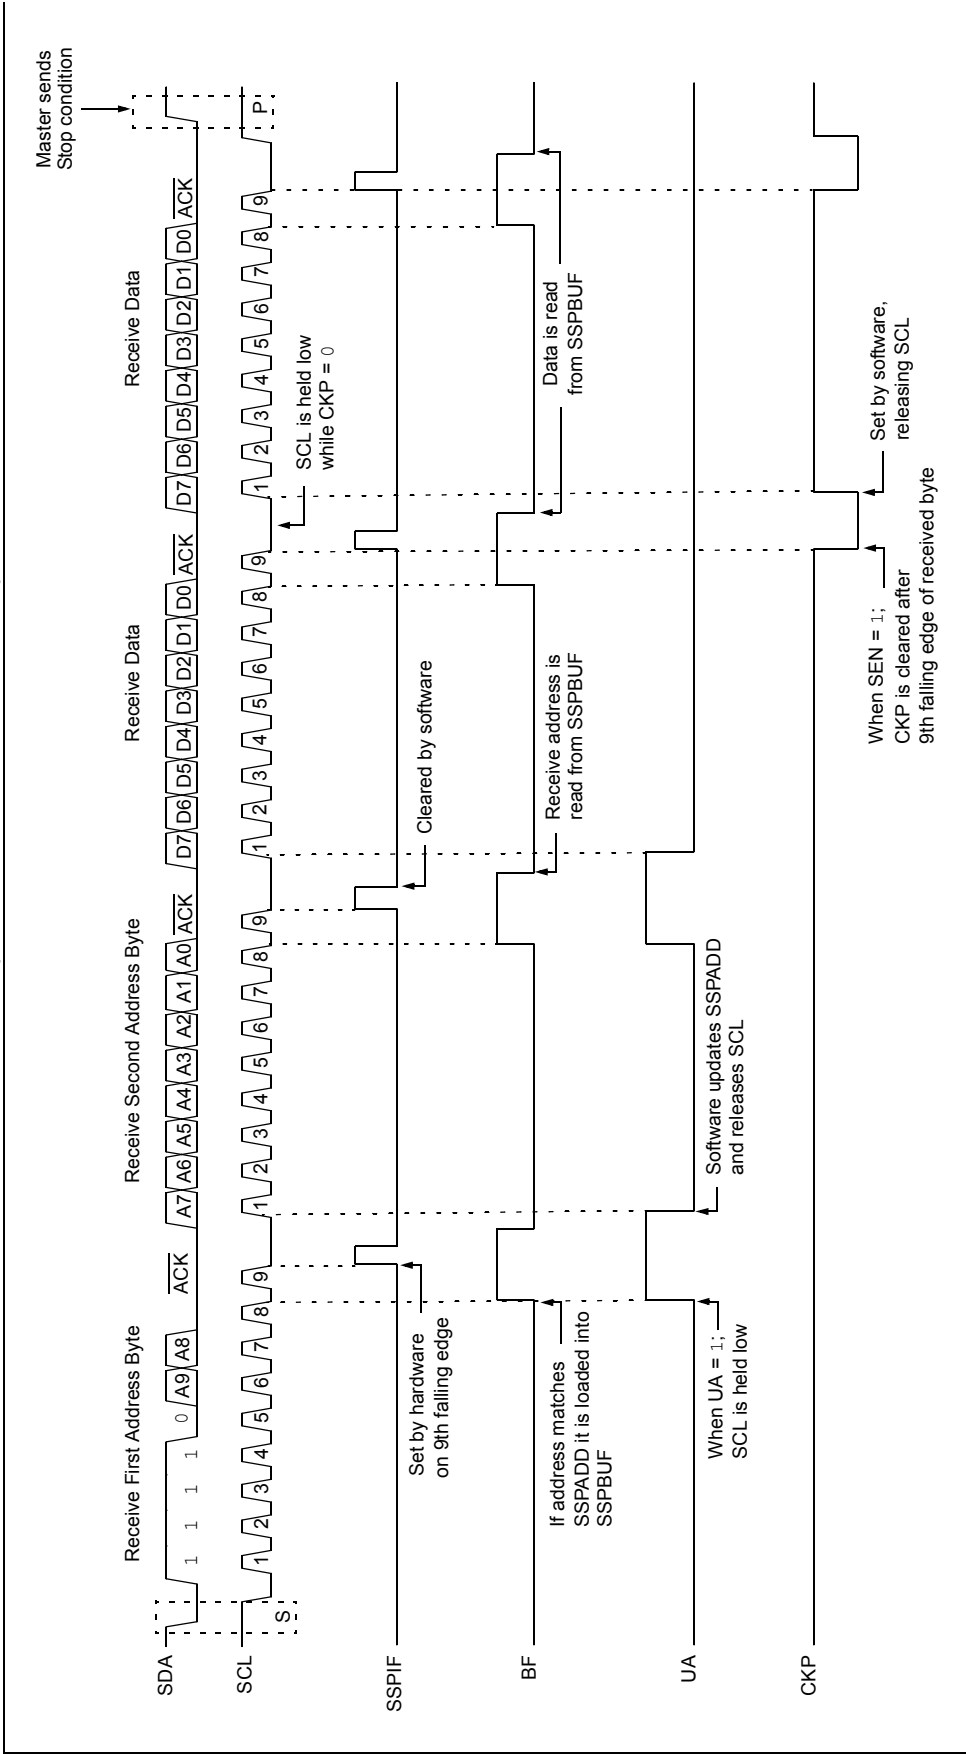 Master sends
Stop condition
Receive First Address Byte
Receive Second Address Byte
Receive Data
Receive Data
SDA
1 1 1 1 0 A9 A8 ACK A7 A6 A5 A4 A3 A2 A1 A0 ACK D7 D6 D5 D4 D3 D2 D1 D0 ACK D7 D6 D5 D4 D3 D2 D1 D0 ACK
SCL
S 1 2 3 4 5 6 7 8 9 1 2 3 4 5 6 7 8 9 1 2 3 4 5 6 7 8 9 1 2 3 4 5 6 7 8 9 P
SCL is held low
while CKP = 0
SSPIF
Set by hardware
on 9th falling edge
Cleared by software
BF
If address matches
SSPADD it is loaded into
SSPBUF
Receive address is
read from SSPBUF
Data is read
from SSPBUF
UA
When UA = 1;
SCL is held low
Software updates SSPADD
and releases SCL
CKP
When SEN = 1;
CKP is cleared after
9th falling edge of received byte
Set by software,
releasing SCL